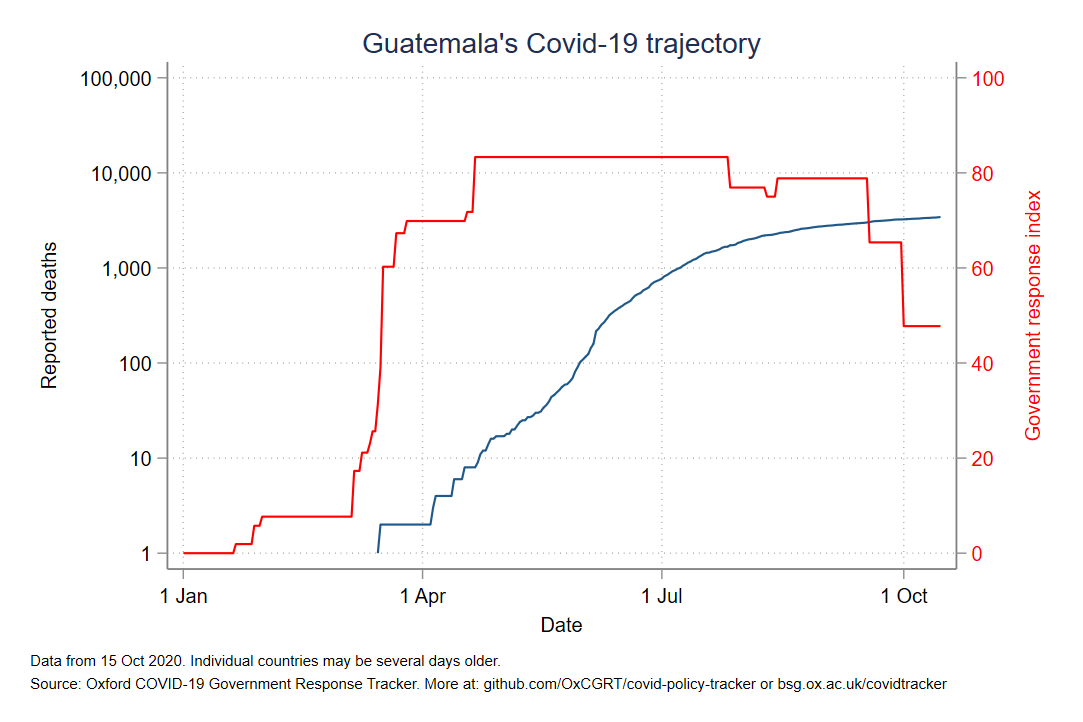 Guatemala's Covid-19 trajectory
100,000
10,000
1,000
100
10
1
Reported deaths
100
80
60
40
20
0
Government response index
1 Jan
1 Apr
1 Jul
1 Oct
Date
Data from 15 Oct 2020. Individual countries may be several days older.
Source: Oxford COVID-19 Government Response Tracker. More at: github.com/OxCGRT/covid-policy-tracker or bsg.ox.ac.uk/covidtracker